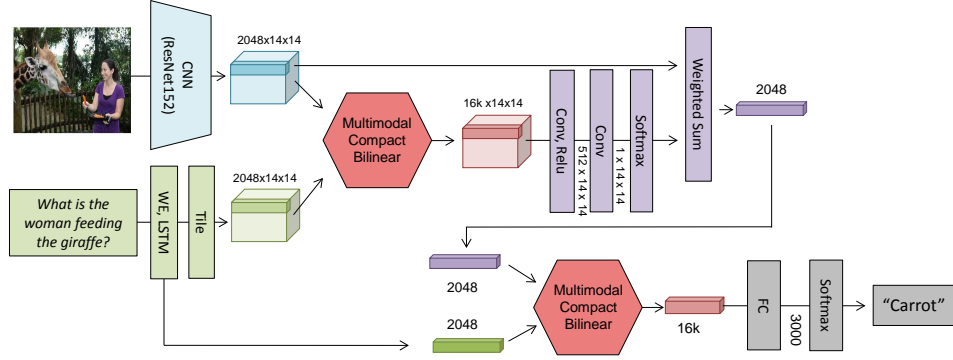 CNN
(ResNet152)
2048x14x14
Multimodal
Compact
Bilinear
16k x14x14
Conv, Relu
512 x 14 x 14
Conv
1 x 14 x 14
Softmax
Weighted Sum
2048
What is the
woman feeding
the giraffe?
WE, LSTM
Tile
2048x14x14
2048
2048
Multimodal
Compact
Bilinear
16k
FC
3000
Softmax
“Carrot”